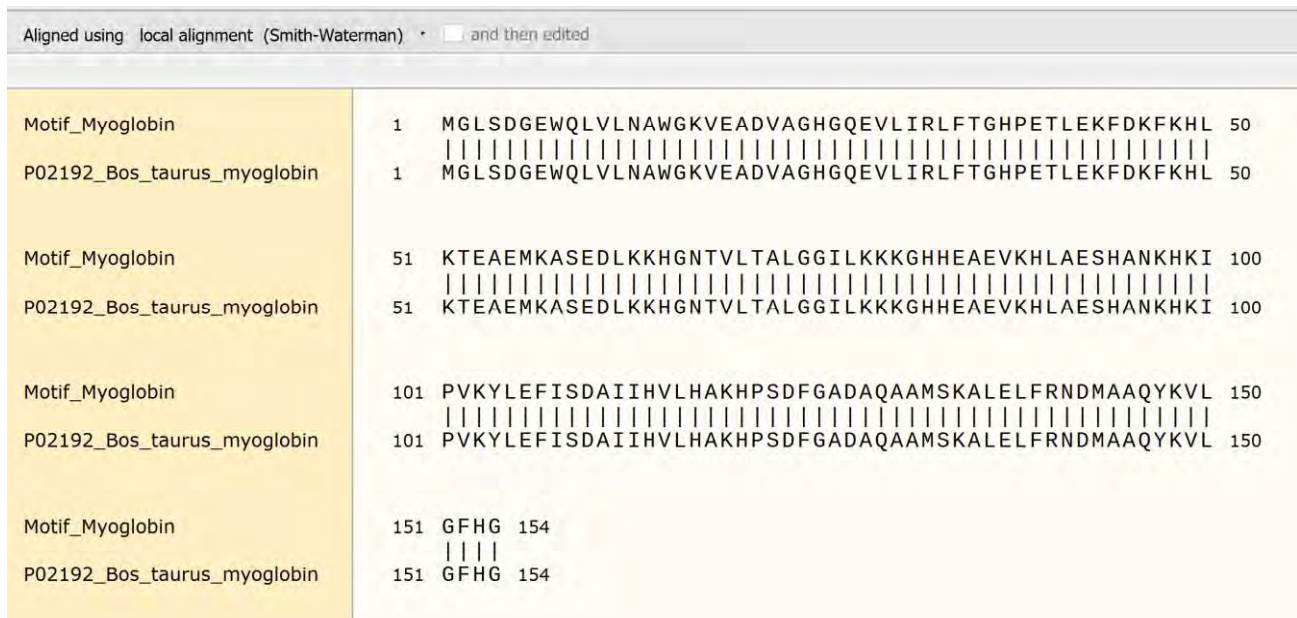 Aligned using local alignment (Smith-Waterman) and then edited
Motif_Myoglobin 1 MGLSDGEWQLVLNAWGKVEADVAGHGQEVLIRLFTGHPETLEKFDKFKHL 50
||||||||||||||||||||||||||||||||||||||||||||||||||
P02192_Bos_taurus_myoglobin 1 MGLSDGEWQLVLNAWGKVEADVAGHGQEVLIRLFTGHPETLEKFDKFKHL 50
Motif_Myoglobin 51 KTEAEMKASEDLKKHGNTVLTALGGILKKKGHHEAEVKHLAESHANKHKI 100
||||||||||||||||||||||||||||||||||||||||||||||||||
P02192_Bos_taurus_myoglobin 51 KTEAEMKASEDLKKHGNTVLTALGGILKKKGHHEAEVKHLAESHANKHKI 100
Motif_Myoglobin 101 PVKYLEFISDAIIHVLHAKHPSDFGADAQAAMSKALELFRNDMAAQYKVL 150
||||||||||||||||||||||||||||||||||||||||||||||||||
P02192_Bos_taurus_myoglobin 101 PVKYLEFISDAIIHVLHAKHPSDFGADAQAAMSKALELFRNDMAAQYKVL 150
Motif_Myoglobin 151 GFHG 154
||||
P02192_Bos_taurus_myoglobin 151 GFHG 154